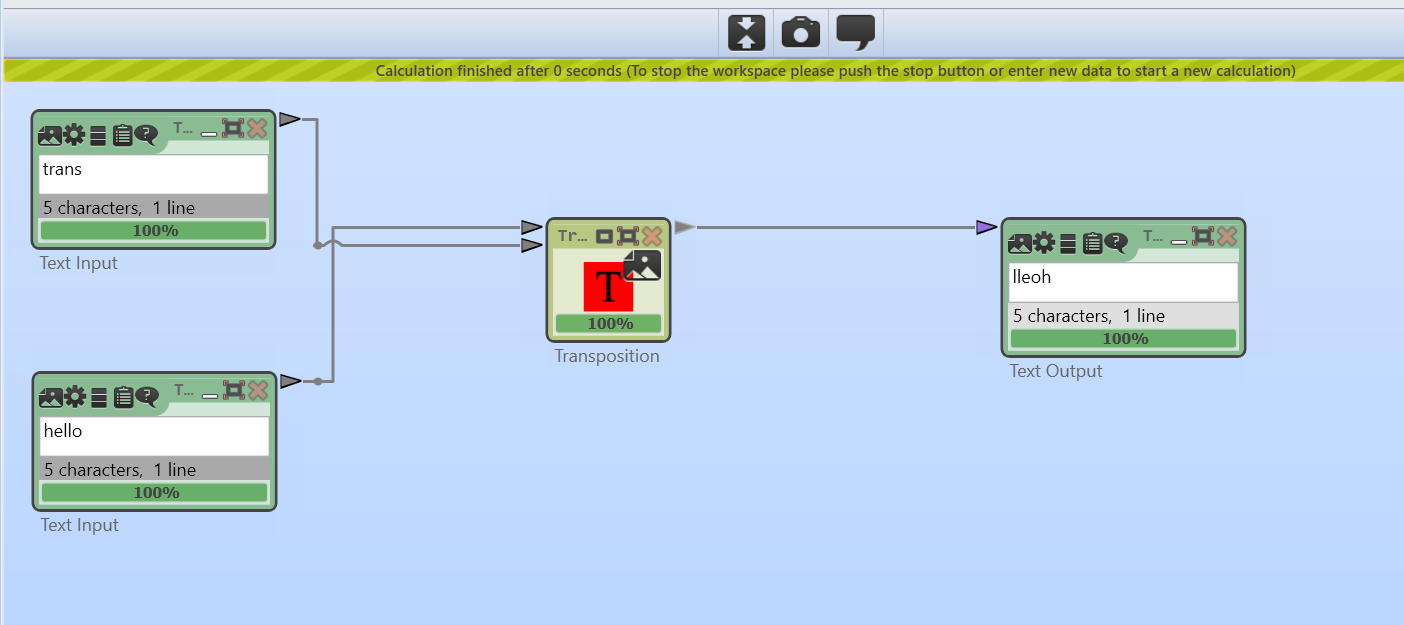 Calculation finished after 0 seconds (To stop the workspace please push the stop button or enter new data to start a new calculation)
T...
trans
5 characters, 1 line
100%
Text Input
Tr...
T
100%
Transposition
T...
lleoh
5 characters, 1 line
100%
Text Output
T...
hello
5 characters, 1 line
100%
Text Input